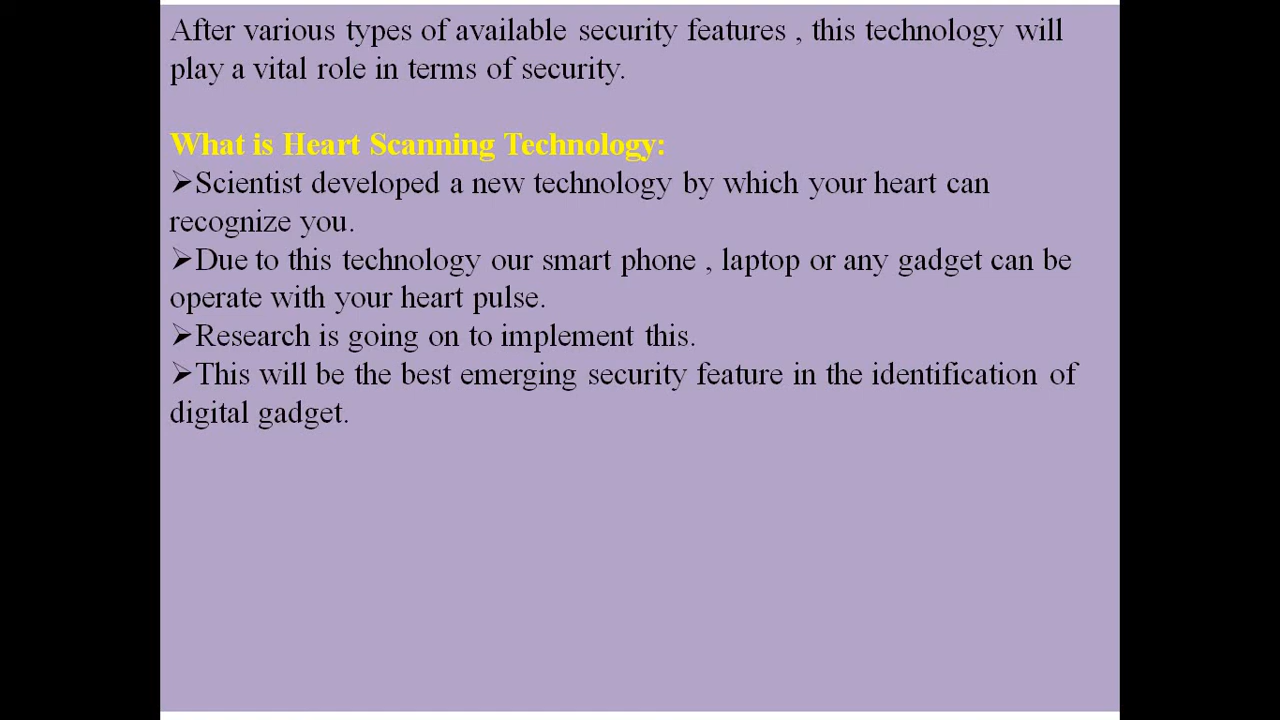 After various types of available security features , this technology will
play a vital role in terms of security.
What is Heart Scanning Technology:
➢Scientist developed a new technology by which your heart can
recognize you.
➢Due to this technology our smart phone , laptop or any gadget can be
operate with your heart pulse.
➢Research is going on to implement this.
➢This will be the best emerging security feature in the identification of
digital gadget.